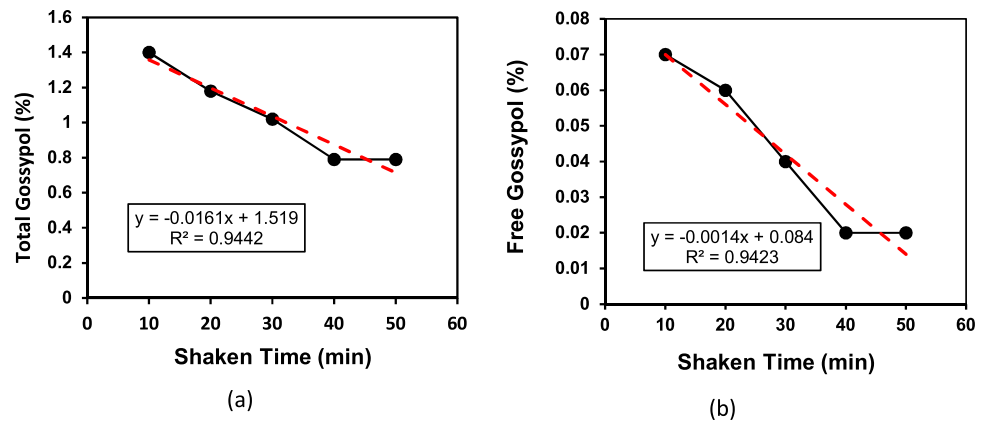 Total Gossypol (%)
1.6
1.4
1.2
1
0.8
0.6
0.4
0.2
0
y = -0.0161x + 1.519
R² = 0.9442
0 10 20 30 40 50 60
Shaken Time (min)
(a)
Free Gossypol (%)
0.08
0.07
0.06
0.05
0.04
0.03
0.02
0.01
0
y = -0.0014x + 0.084
R² = 0.9423
0 10 20 30 40 50 60
Shaken Time (min)
(b)